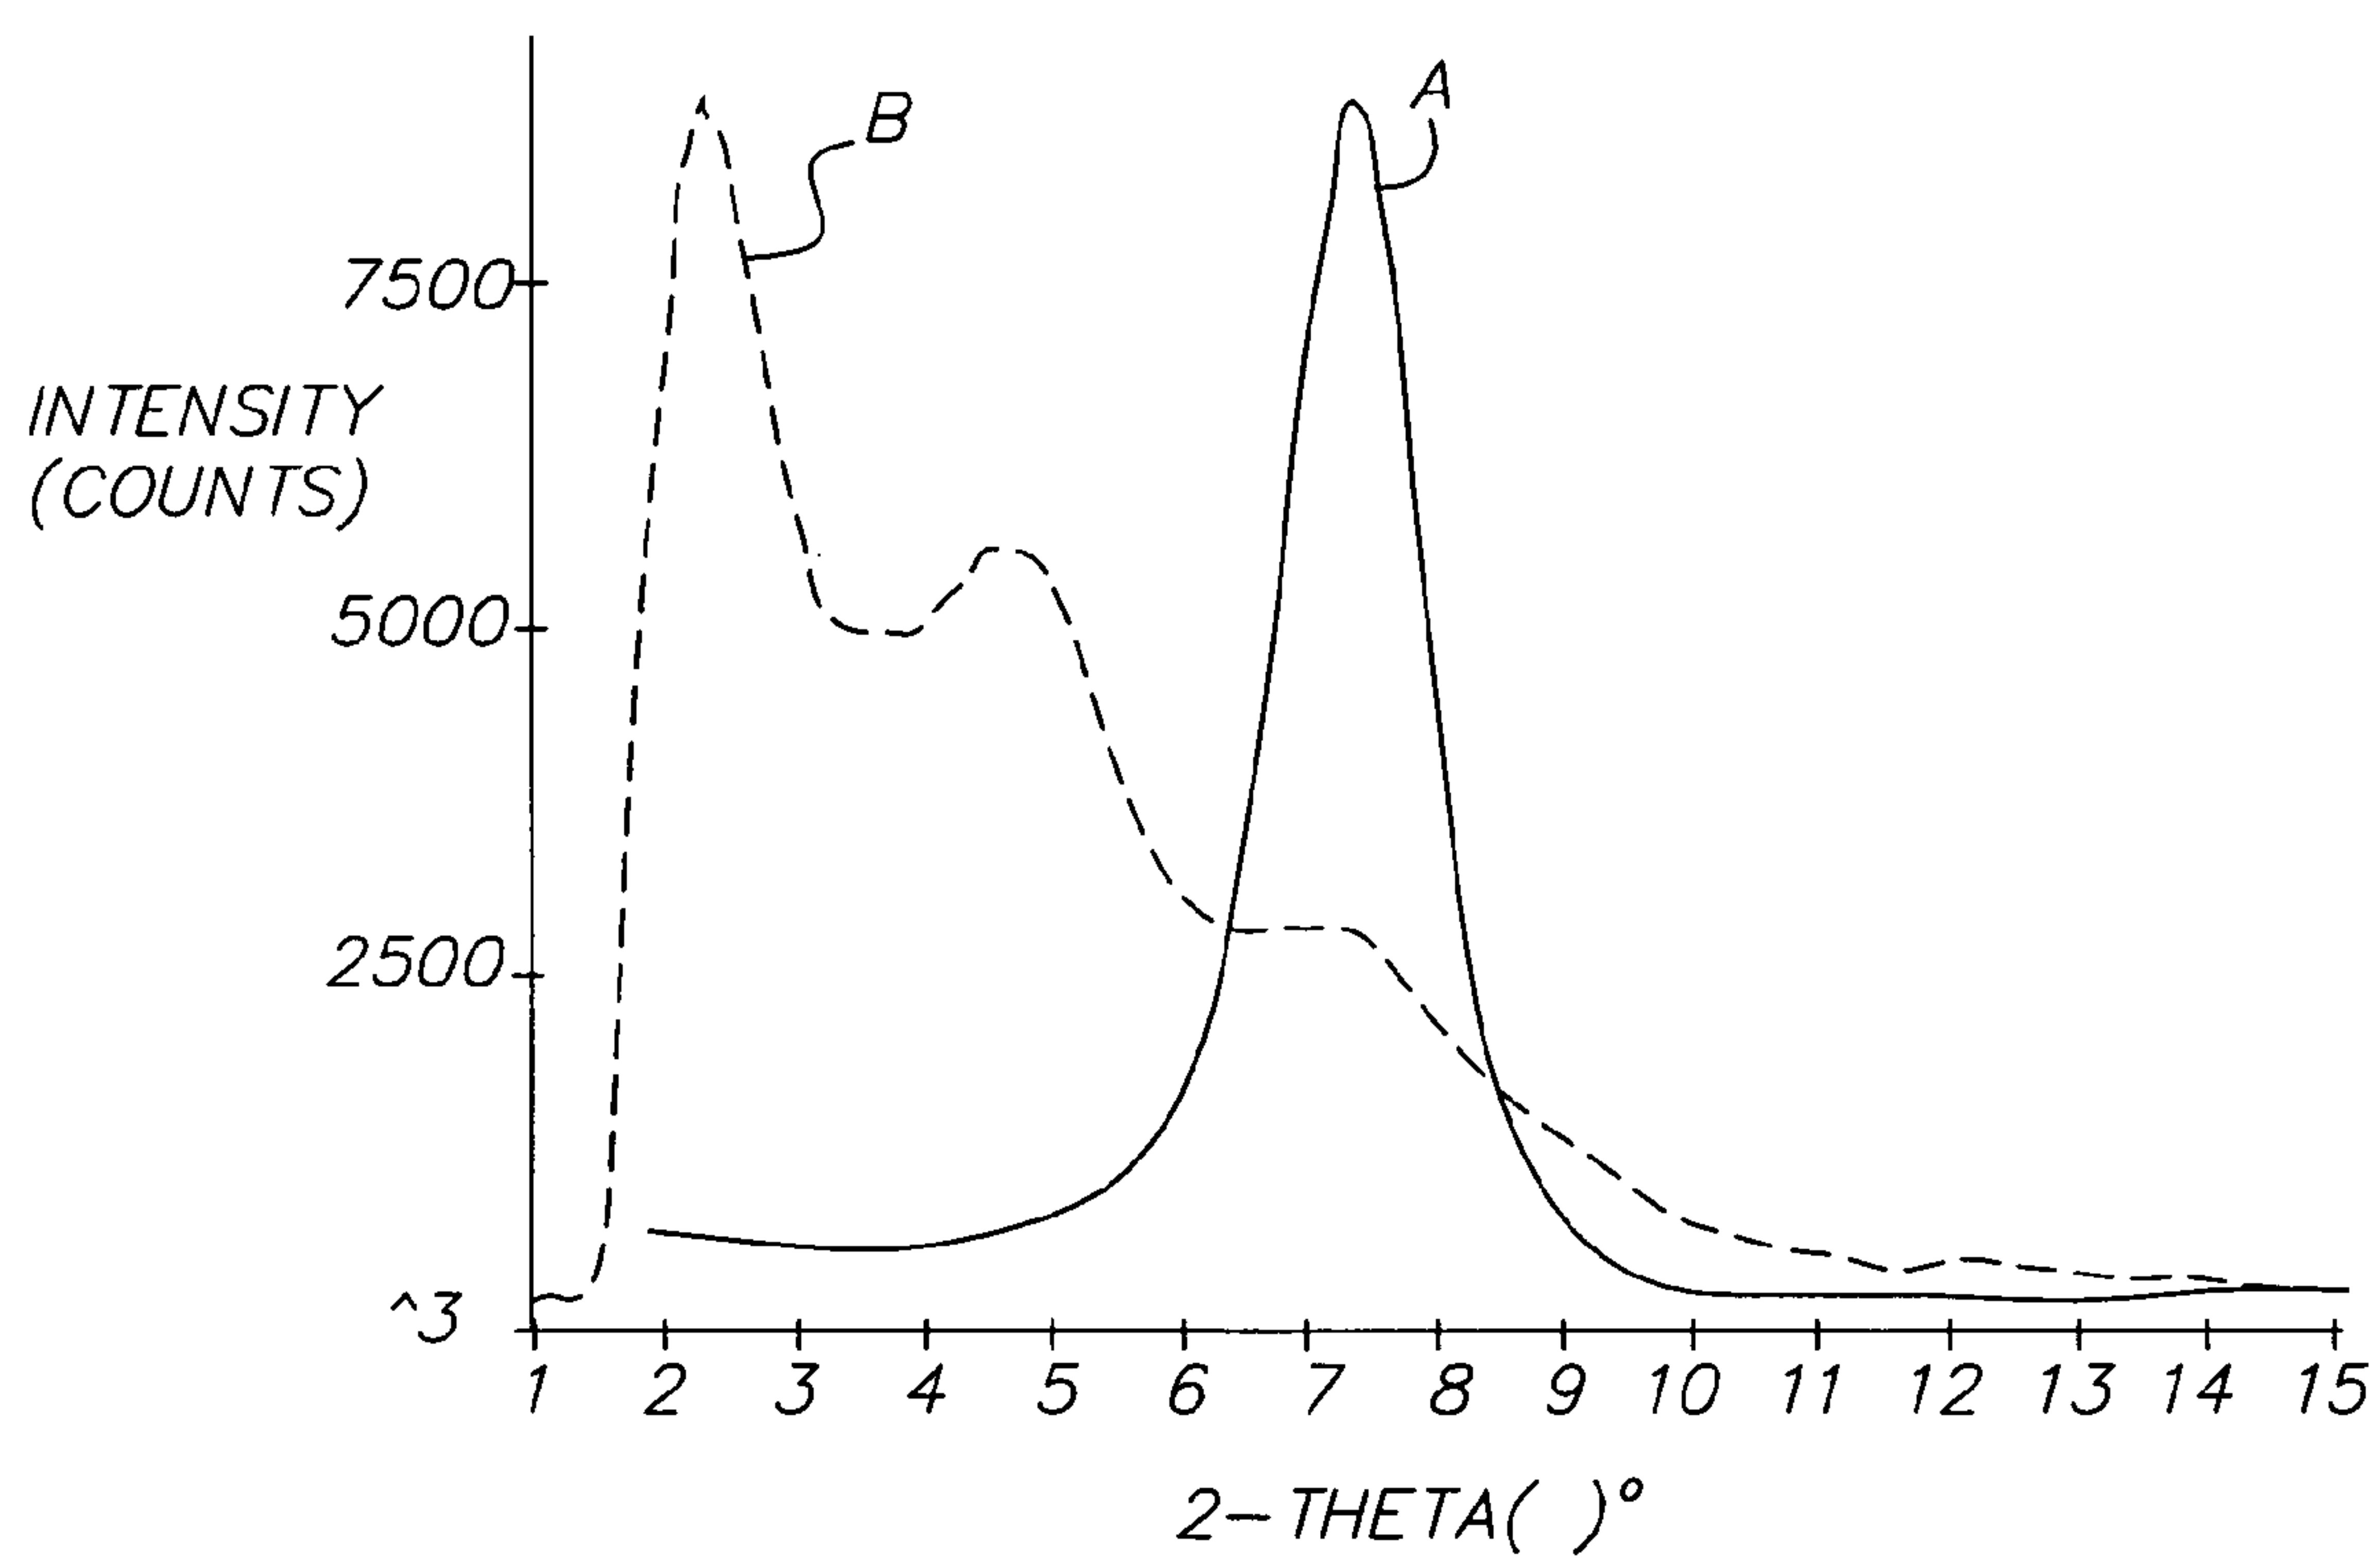 A
B
7500
INTENSITY
(COUNTS)
5000
2500
^3
1 2 3 4 5 6 7 8 9 10 11 12 13 14 15
2-THETA( )°